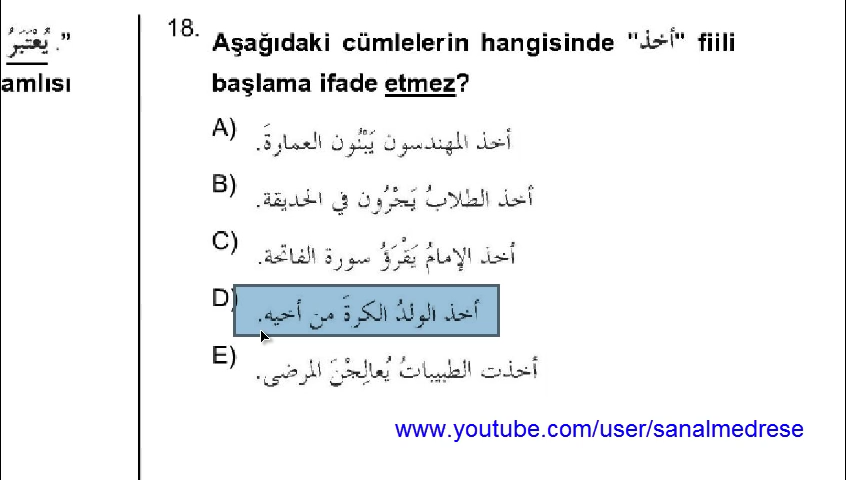 يُعْتَبَرُ .”
amlısı
18. Aşağıdaki cümlelerin hangisinde "أخذ" fiili
başlama ifade etmez?
A) أخذ المهندسون يَبْنُون العمارةَ.
B) أخذ الطلابُ يَجْرُون في الحديقة.
C) أخذ الإمامُ يَقْرَؤُ سورة الفاتحة.
D) أخذ الولدُ الكرةَ من أخيه.
E) أخذت الطبيباتُ يُعالِجْنَ المرضى.
www.youtube.com/user/sanalmedrese